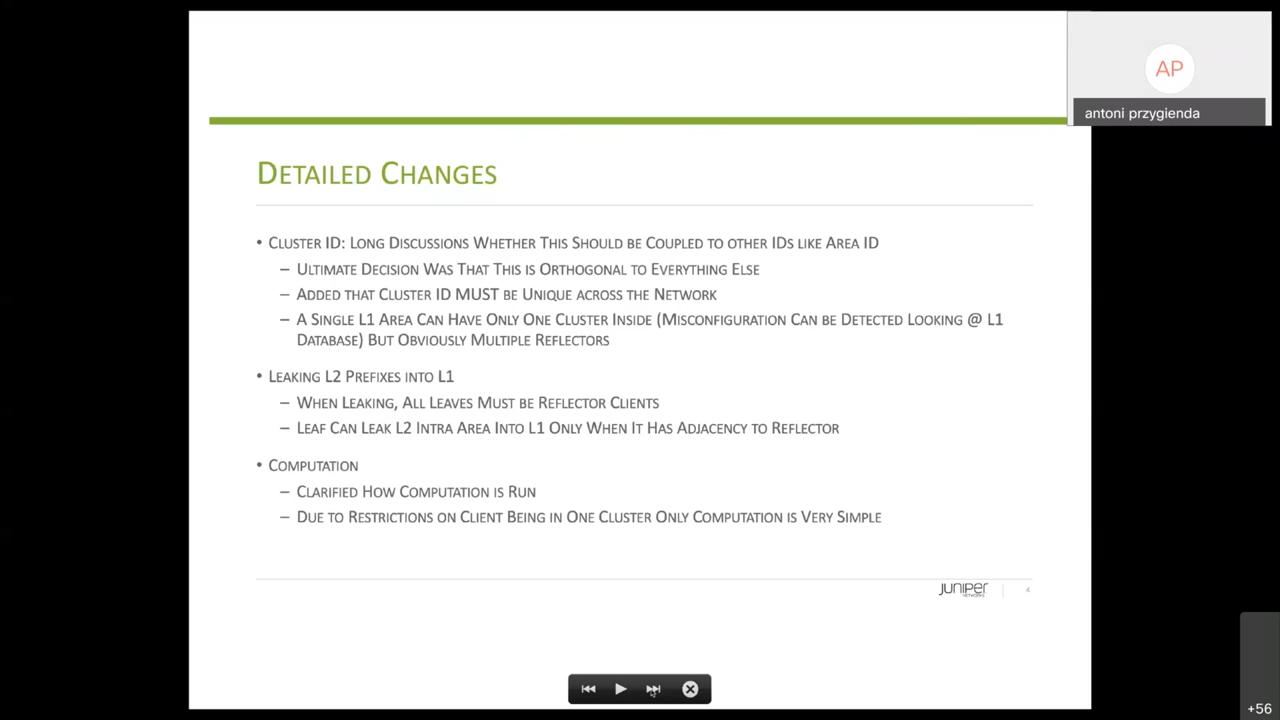 AP
antoni przygienda
DETAILED CHANGES
• CLUSTER ID: LONG DISCUSSIONS WHETHER THIS SHOULD BE COUPLED TO OTHER IDS LIKE AREA ID
– ULTIMATE DECISION WAS THAT THIS IS ORTHOGONAL TO EVERYTHING ELSE
– ADDED THAT CLUSTER ID MUST BE UNIQUE ACROSS THE NETWORK
– A SINGLE L1 AREA CAN HAVE ONLY ONE CLUSTER INSIDE (MISCONFIGURATION CAN BE DETECTED LOOKING @ L1
DATABASE) BUT OBVIOUSLY MULTIPLE REFLECTORS
• LEAKING L2 PREFIXES INTO L1
– WHEN LEAKING, ALL LEAVES MUST BE REFLECTOR CLIENTS
– LEAF CAN LEAK L2 INTRA AREA INTO L1 ONLY WHEN IT HAS ADJACENCY TO REFLECTOR
• COMPUTATION
– CLARIFIED HOW COMPUTATION IS RUN
– DUE TO RESTRICTIONS ON CLIENT BEING IN ONE CLUSTER ONLY COMPUTATION IS VERY SIMPLE
JUNIPER
NETWORKS
4
+56